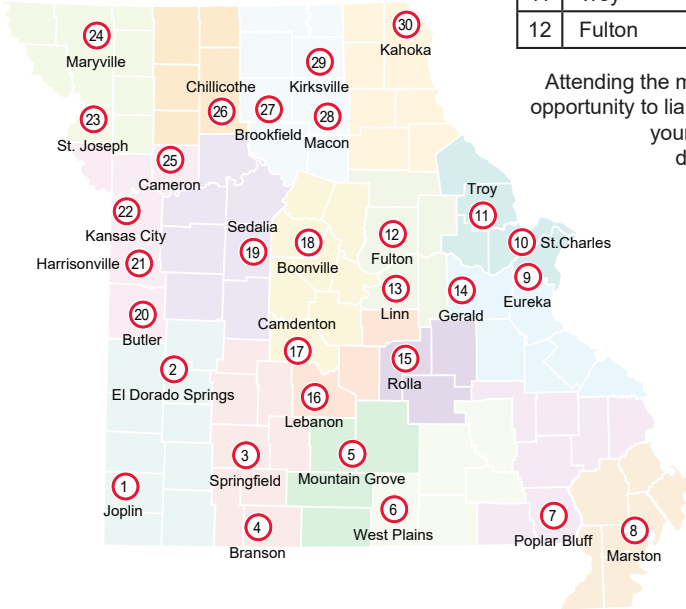 12 Fulton
Attending the
opportunity to
24
Maryville
30
Kahoka
29
Kirksville
Chillicothe
26
27
Brookfield
28
Macon
23
St. Joseph
25
Cameron
Troy
11
22
Kansas City
Sedalia
19
18
Boonville
12
Fulton
10 St.Charles
Harrisonville 21
9
Eureka
13
Linn
14
Gerald
20
Butler
Camdenton
17
15
Rolla
2
El Dorado Springs
16
Lebanon
3
Springfield
5
Mountain Grove
1
Joplin
6
West Plains
4
Branson
7
Poplar Bluff
8
Marston